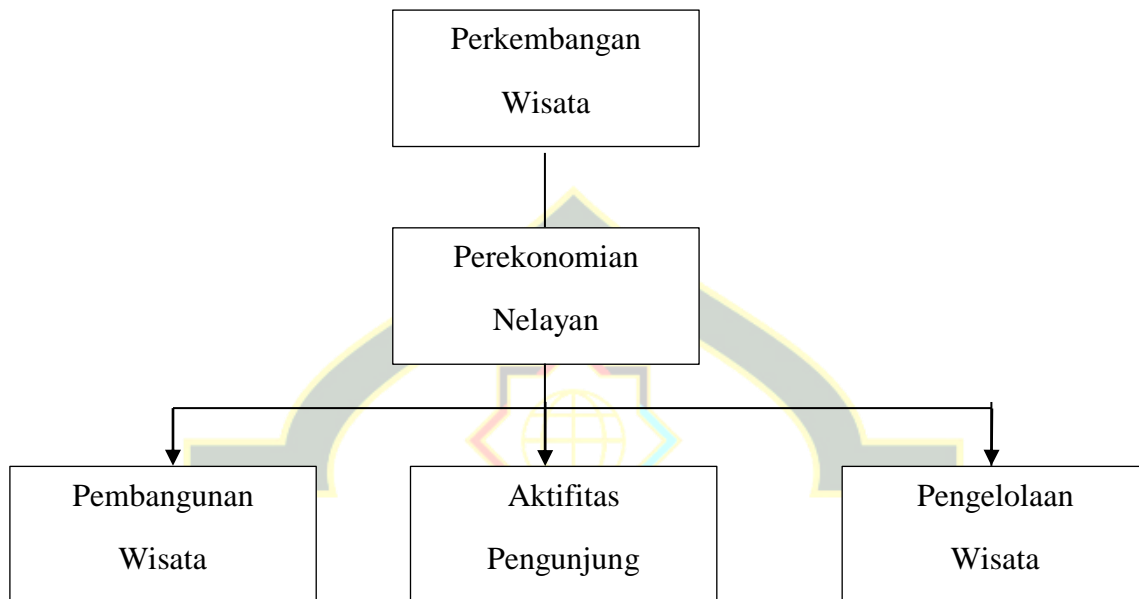 Perkembangan
Wisata
Perekonomian
Nelayan
Pembangunan
Wisata
Aktifitas
Pengunjung
Pengelolaan
Wisata